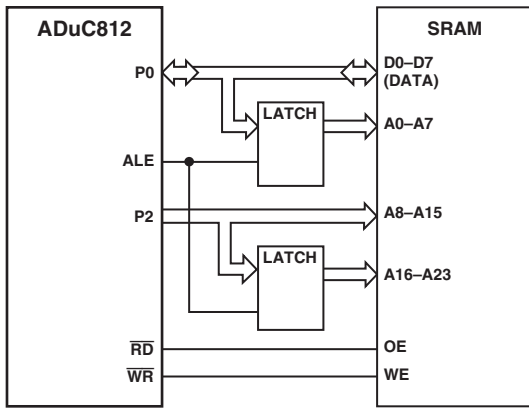 ADuC812
SRAM
P0
D0–D7
(DATA)
LATCH
A0–A7
ALE
P2
A8–A15
LATCH
A16–A23
RD
OE
WR
WE